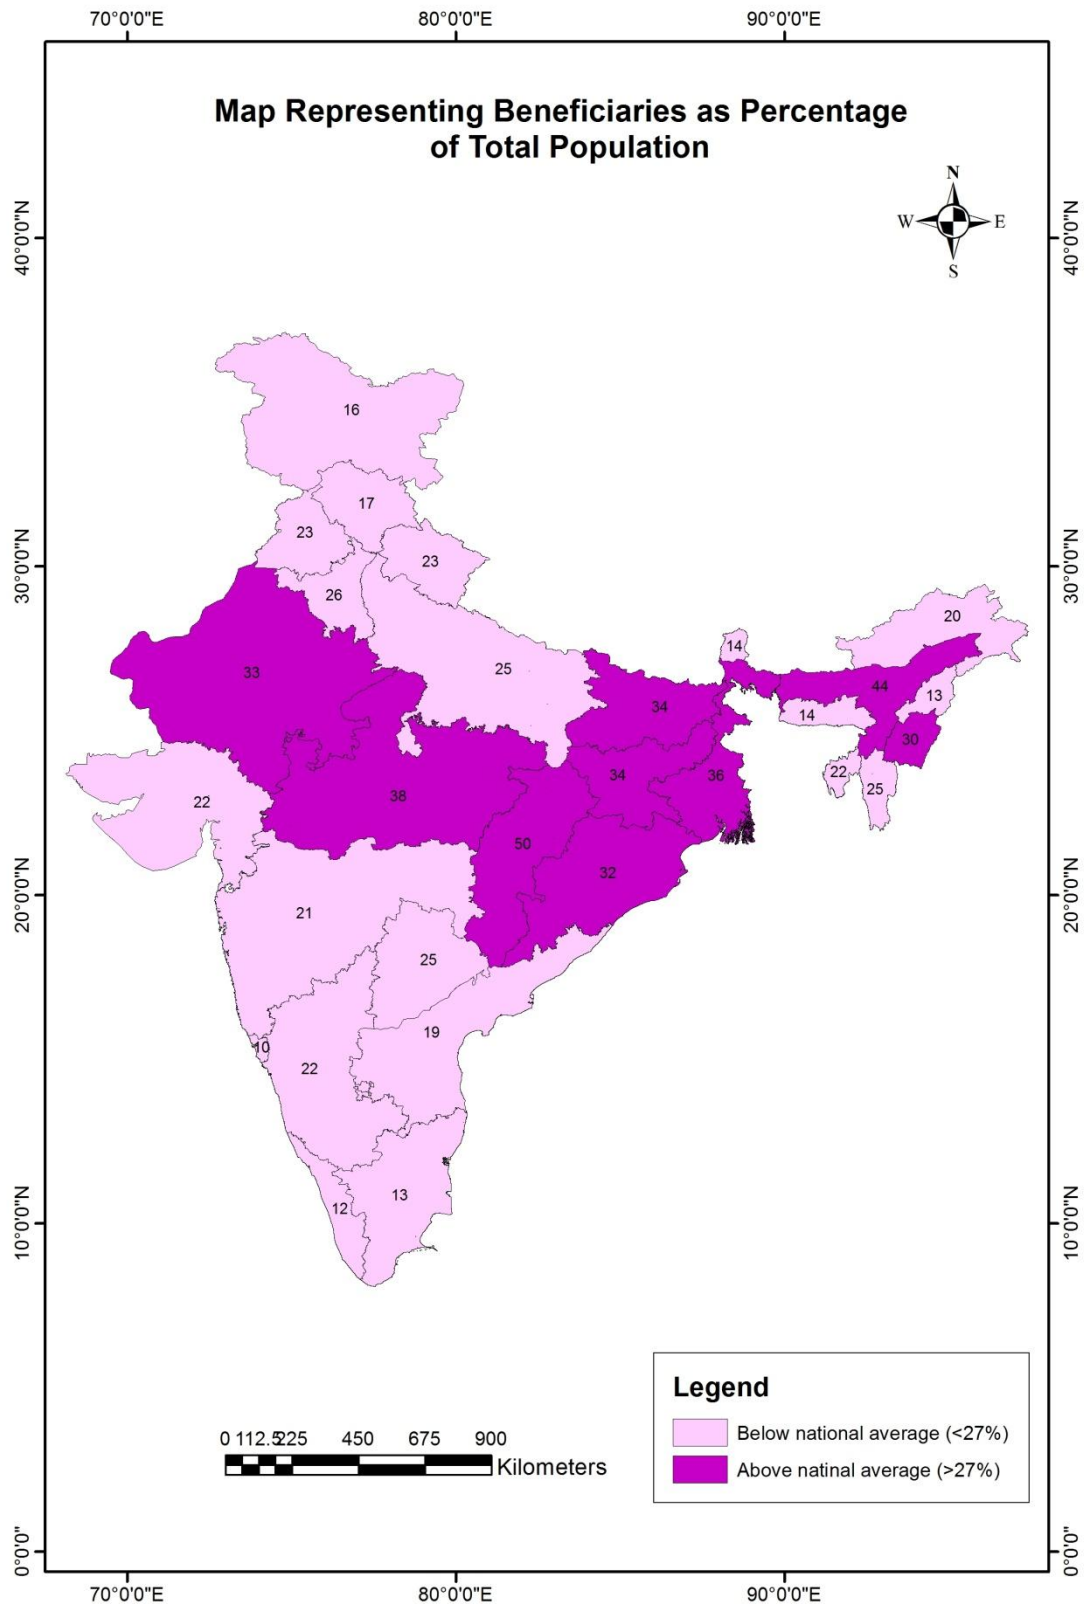 70°0'0"E 80°0'0"E 90°0'0"E
Map Representing Beneficiaries as Percentage
of Total Population
N
W E
S
40°0'0"N 40°0'0"N
16
17
23
23
30°0'0"N 30°0'0"N
26
20
14
25
33
44
13
34
14
30
34
36
22
25
38
22
50
32
20°0'0"N 20°0'0"N
21
25
19
10
22
13
12
10°0'0"N 10°0'0"N
Legend
Below national average (<27%)
Above natinal average (>27%)
0 112.5 225 450 675 900
Kilometers
0°0'0" 0°0'0"
70°0'0"E 80°0'0"E 90°0'0"E